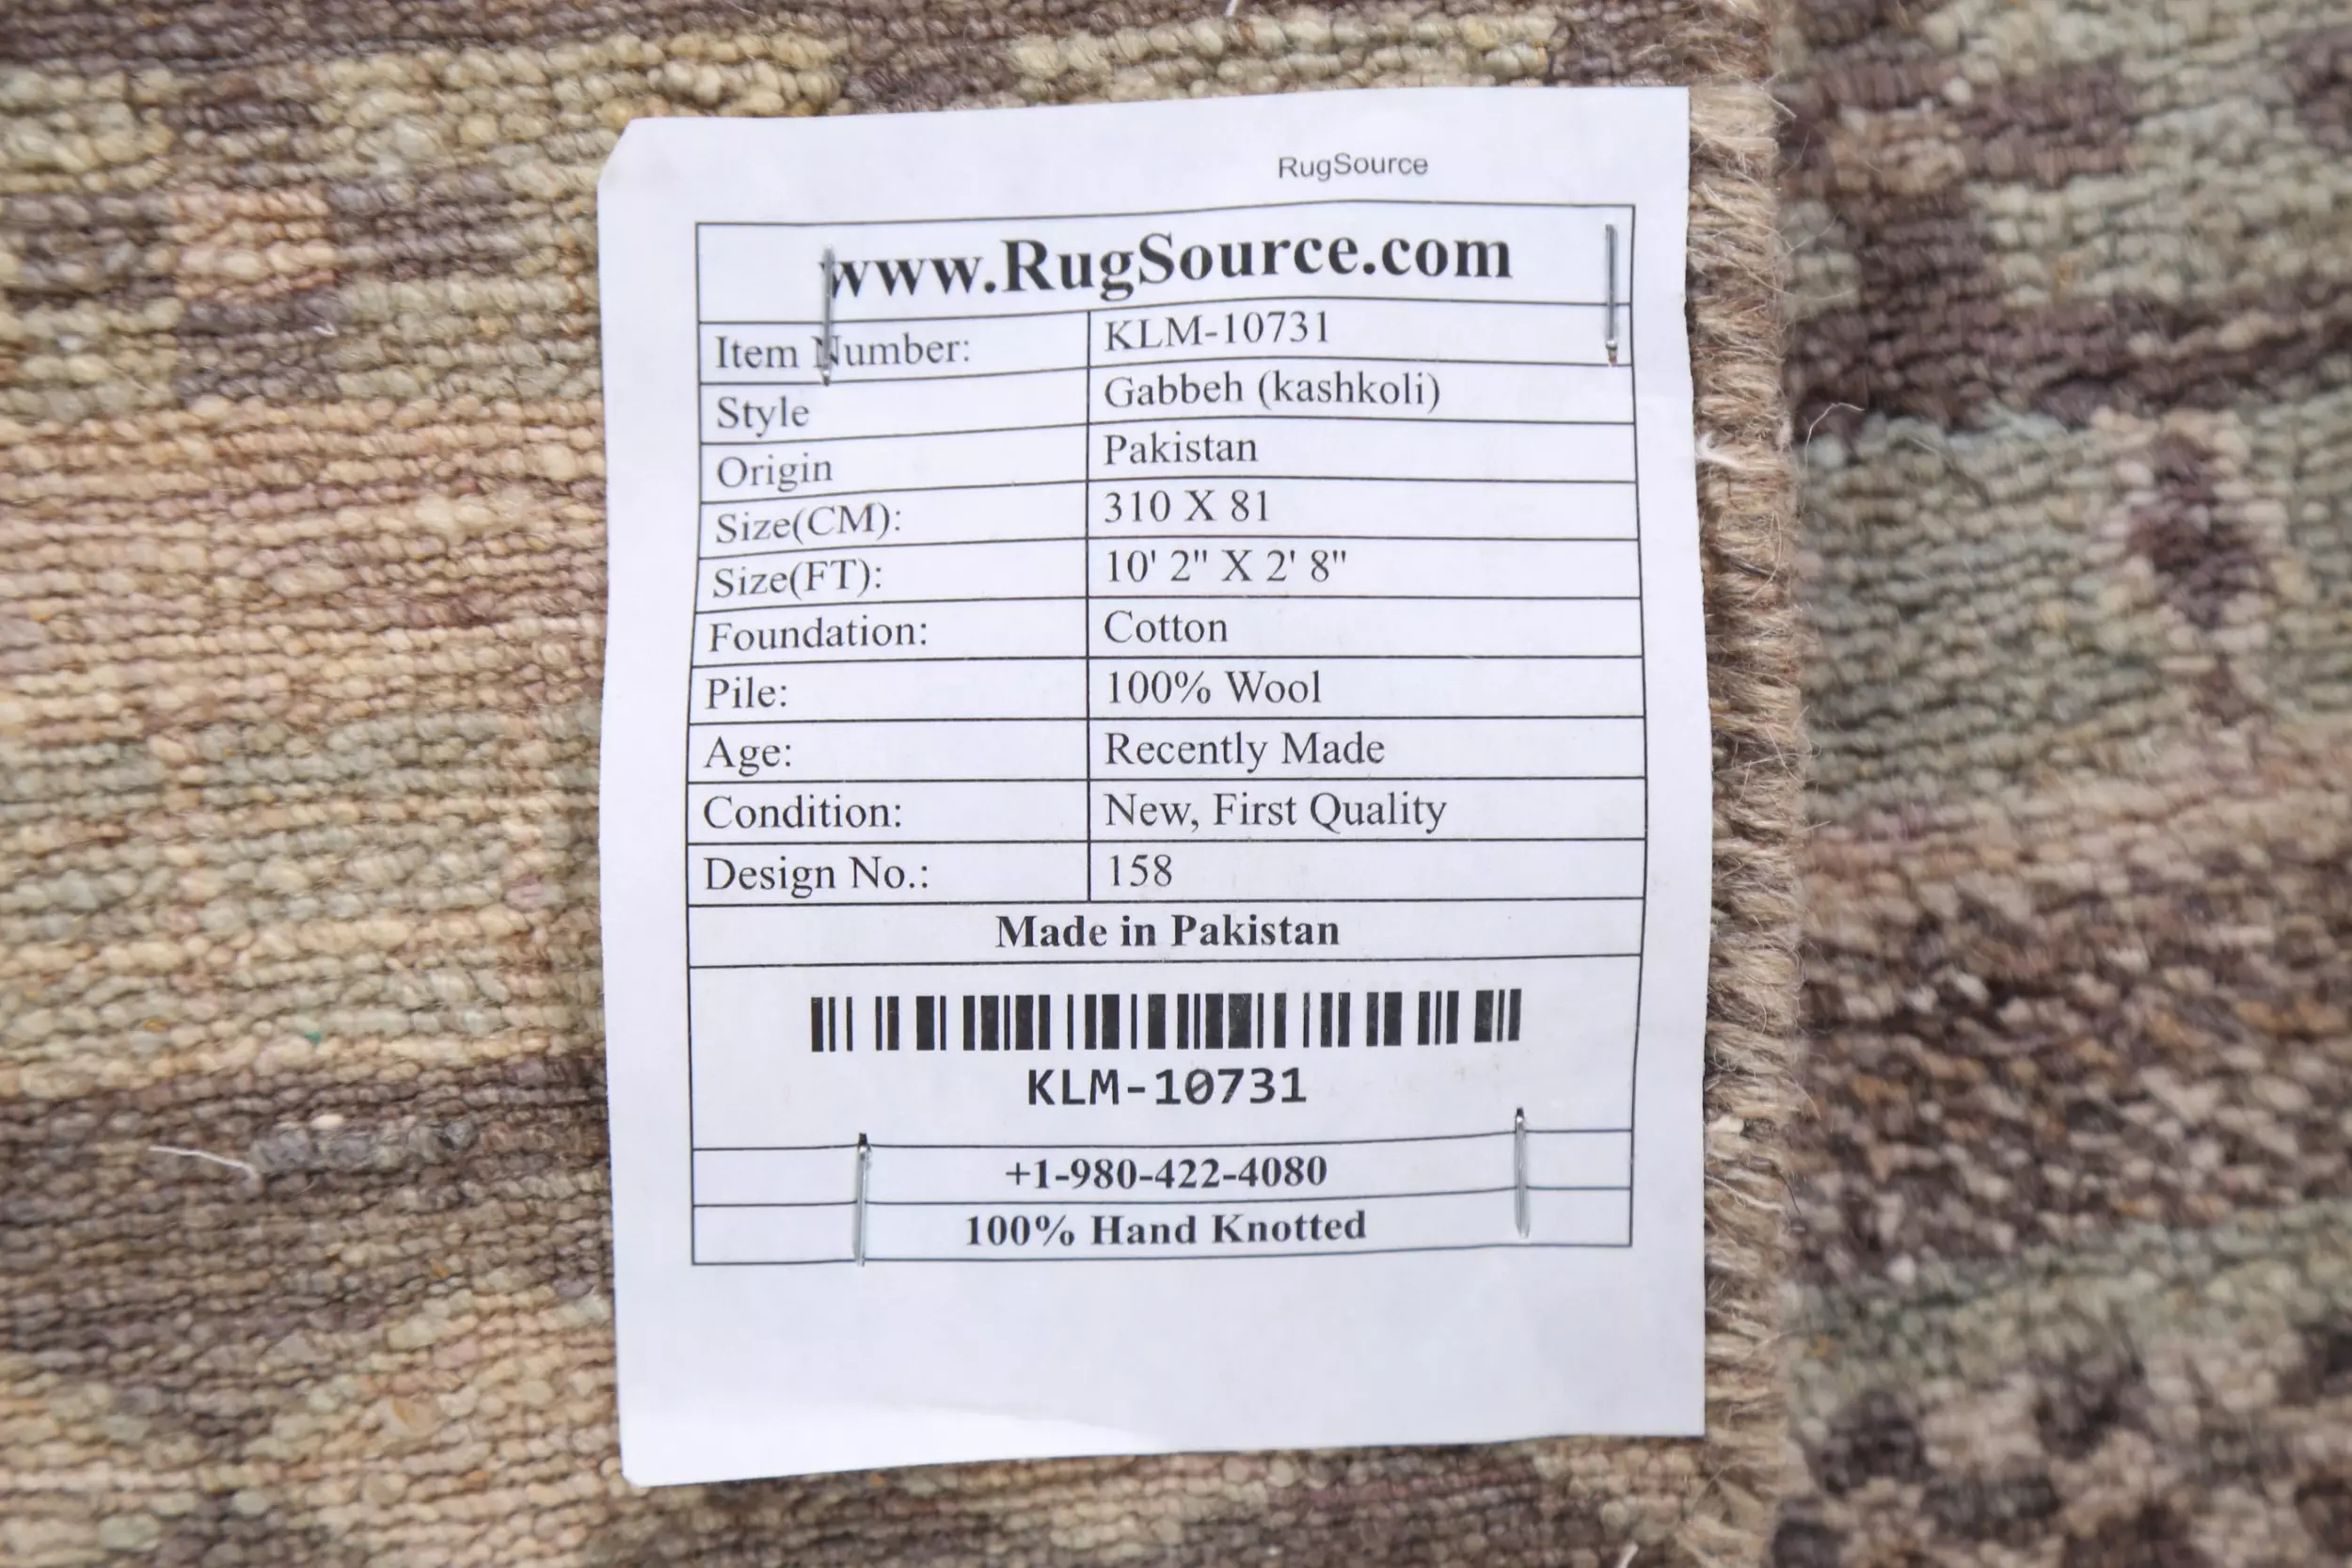 RugSource
www.RugSource.com
Item Number: KLM-10731
Style Gabbeh (kashkoli)
Origin Pakistan
Size(CM): 310 X 81
Size(FT): 10' 2" X 2' 8"
Foundation: Cotton
Pile: 100% Wool
Age: Recently Made
Condition: New, First Quality
Design No.: 158
Made in Pakistan
KLM-10731
+1-980-422-4080
100% Hand Knotted